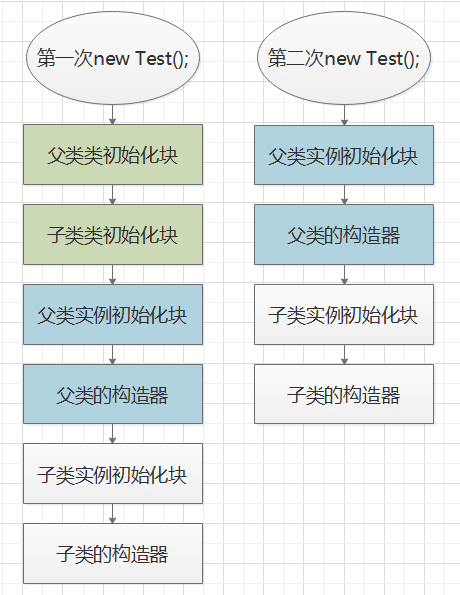 第一次new Test();
父类类初始化块
子类类初始化块
父类实例初始化块
父类的构造器
子类实例初始化块
子类的构造器
第二次new Test();
父类实例初始化块
父类的构造器
子类实例初始化块
子类的构造器